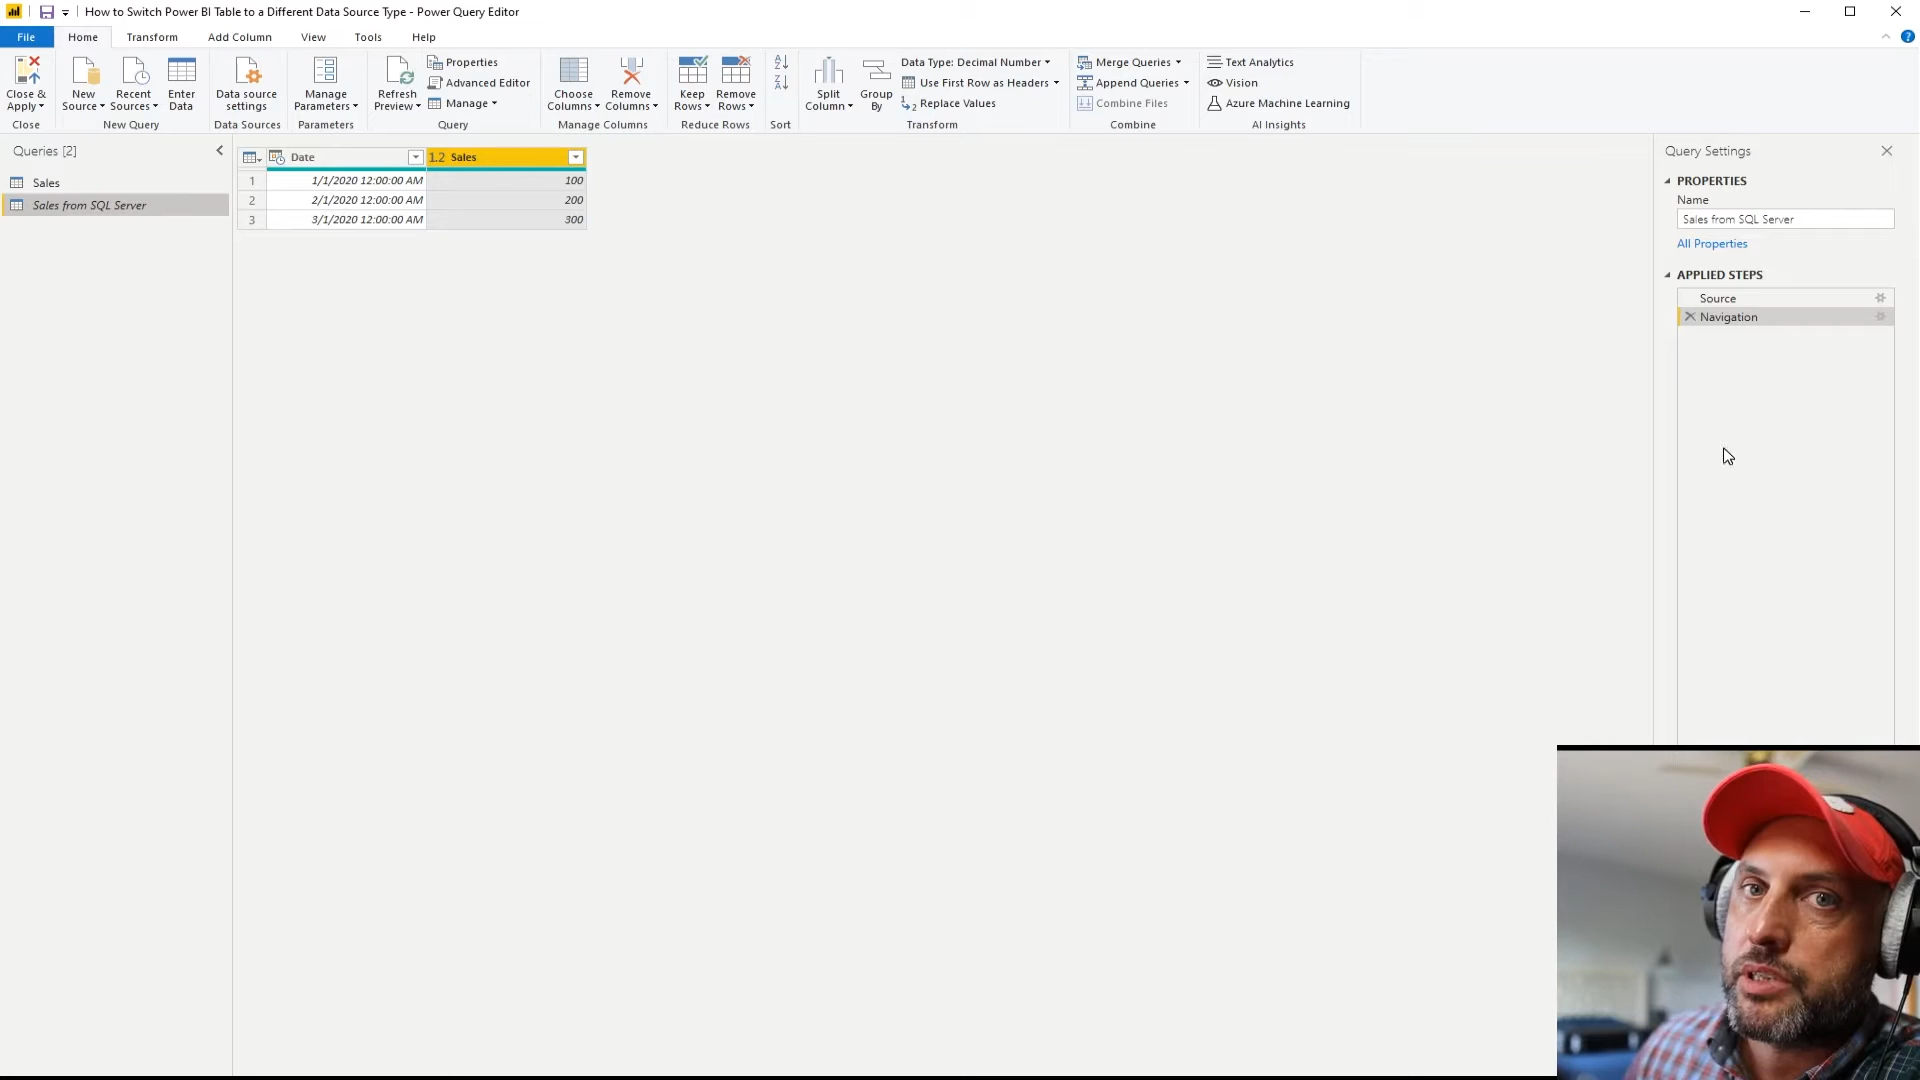 How to Switch Power BI Table to a Different Data Source Type - Power Query Editor
File Home Transform Add Column View Tools Help
Close & Apply
New Source
Recent Sources
Enter Data
Data source settings
Manage Parameters
Refresh Preview
Properties
Advanced Editor
Manage
Choose Columns
Remove Columns
Keep Rows
Remove Rows
A Z
Z A
Split Column
Group By
Data Type: Decimal Number
Use First Row as Headers
1 2 Replace Values
Merge Queries
Append Queries
Combine Files
Text Analytics
Vision
Azure Machine Learning
Close New Query Data Sources Parameters Query Manage Columns Reduce Rows Sort Transform Combine AI Insights
Queries [2]
Sales
Sales from SQL Server
Date 1.2 Sales
1 1/1/2020 12:00:00 AM 100
2 2/1/2020 12:00:00 AM 200
3 3/1/2020 12:00:00 AM 300
Query Settings
PROPERTIES
Name
Sales from SQL Server
All Properties
APPLIED STEPS
Source
Navigation